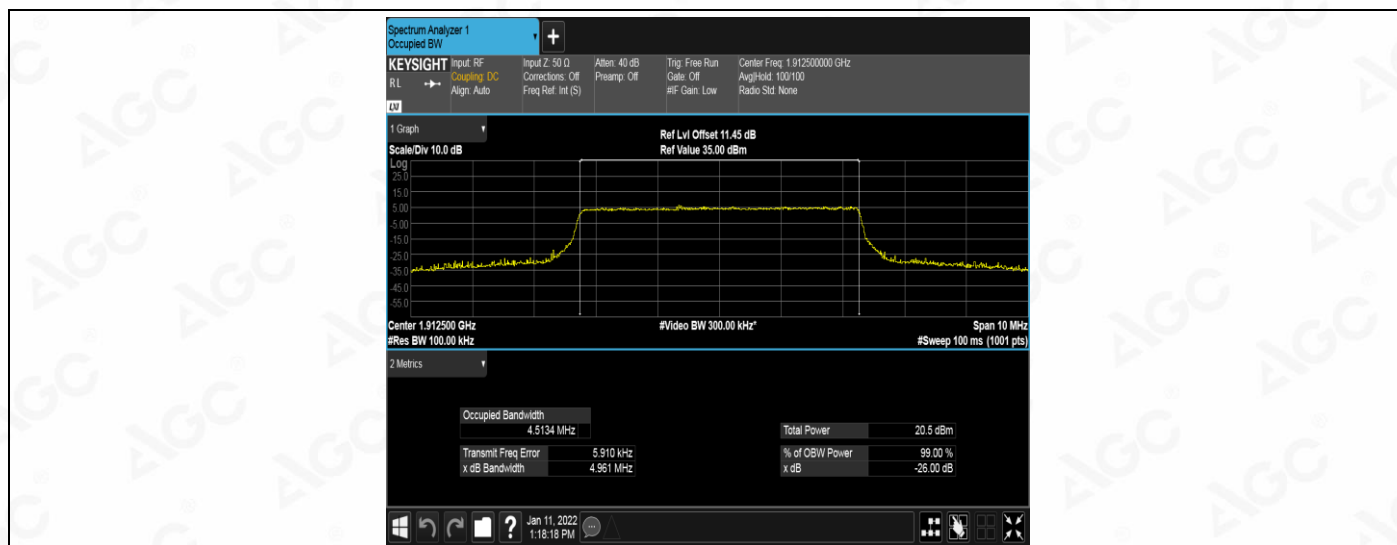 Spectrum Analyzer 1
Occupied BW
+
KEYSIGHT
R L
LXI
Input: RF
Coupling: DC
Align: Auto
Input Z: 50 Ω
Corrections: Off
Freq Ref: Int (S)
Atten: 40 dB
Preamp: Off
Trig: Free Run
Gate: Off
#IF Gain: Low
Center Freq: 1.912500000 GHz
Avg|Hold: 100/100
Radio Std: None
1 Graph
Scale/Div 10.0 dB
Ref Lvl Offset 11.45 dB
Ref Value 35.00 dBm
Log
25.0
15.0
5.00
-5.00
-15.0
-25.0
-35.0
-45.0
-55.0
Center 1.912500 GHz
#Res BW 100.00 kHz
#Video BW 300.00 kHz*
Span 10 MHz
#Sweep 100 ms (1001 pts)
2 Metrics
Occupied Bandwidth
4.5134 MHz
Transmit Freq Error 5.910 kHz
x dB Bandwidth 4.961 MHz
Total Power 20.5 dBm
% of OBW Power 99.00 %
x dB -26.00 dB
?
Jan 11, 2022
1:18:18 PM
AGC